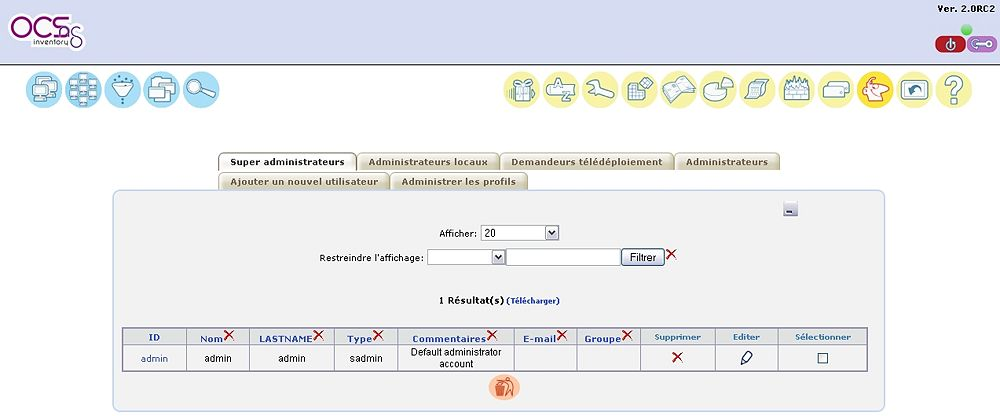 Ver. 2.0RC2
OCS
inventory ng
Super administrateurs Administrateurs locaux Demandeurs télédéploiement Administrateurs
Ajouter un nouvel utilisateur Administrer les profils
Afficher: 20
Restreindre l'affichage: Filtrer
1 Résultat(s) (Télécharger)
ID Nom LASTNAME Type Commentaires E-mail Groupe Supprimer Editer Sélectionner
admin admin admin sadmin Default administrator account